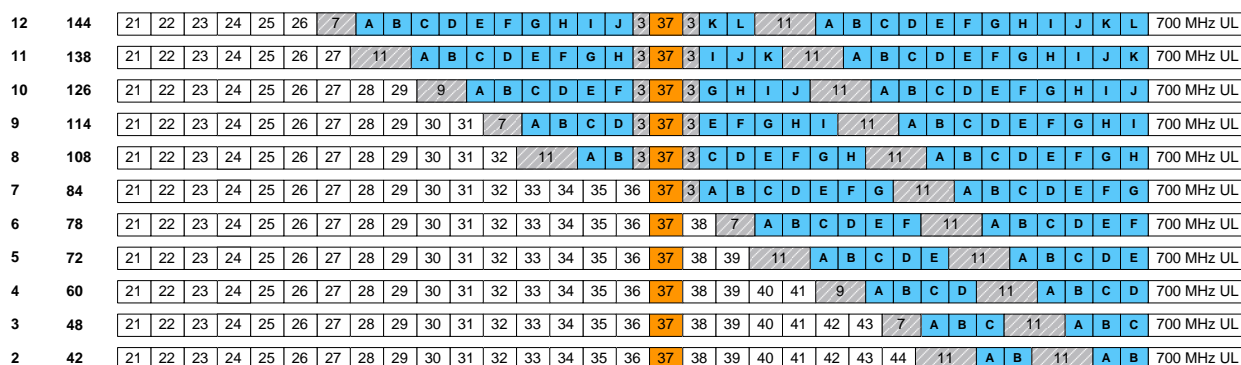 12 144 21 22 23 24 25 26 7 A B C D E F G H I J 3 37 3 K L 11 A B C D E F G H I J K L 700 MHz UL
11 138 21 22 23 24 25 26 27 11 A B C D E F G H 3 37 3 I J K 11 A B C D E F G H I J K 700 MHz UL
10 126 21 22 23 24 25 26 27 28 29 9 A B C D E F 3 37 3 G H I J 11 A B C D E F G H I J 700 MHz UL
9 114 21 22 23 24 25 26 27 28 29 30 31 7 A B C D 3 37 3 E F G H I 11 A B C D E F G H I 700 MHz UL
8 108 21 22 23 24 25 26 27 28 29 30 31 32 11 A B 3 37 3 C D E F G H 11 A B C D E F G H 700 MHz UL
7 84 21 22 23 24 25 26 27 28 29 30 31 32 33 34 35 36 37 3 A B C D E F G 11 A B C D E F G 700 MHz UL
6 78 21 22 23 24 25 26 27 28 29 30 31 32 33 34 35 36 37 38 7 A B C D E F 11 A B C D E F 700 MHz UL
5 72 21 22 23 24 25 26 27 28 29 30 31 32 33 34 35 36 37 38 39 11 A B C D E 11 A B C D E 700 MHz UL
4 60 21 22 23 24 25 26 27 28 29 30 31 32 33 34 35 36 37 38 39 40 41 9 A B C D 11 A B C D 700 MHz UL
3 48 21 22 23 24 25 26 27 28 29 30 31 32 33 34 35 36 37 38 39 40 41 42 43 7 A B C 11 A B C 700 MHz UL
2 42 21 22 23 24 25 26 27 28 29 30 31 32 33 34 35 36 37 38 39 40 41 42 43 44 11 A B 11 A B 700 MHz UL